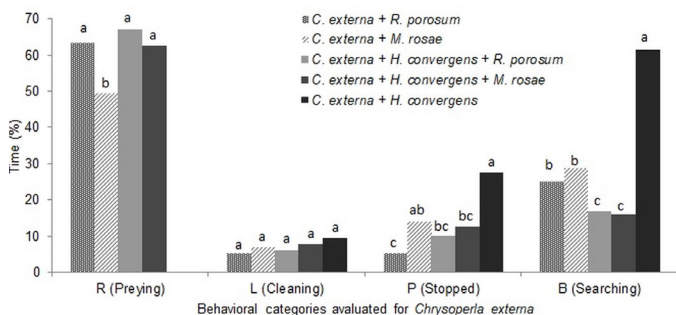 70
60
50
40
30
20
10
0
Time (%)
C. externa + R. porosum
C. externa + M. rosae
C. externa + H. convergens + R. porosum
C. externa + H. convergens + M. rosae
C. externa + H. convergens
a b a a
a a a a a
c ab bc bc a
b b c c a
R (Preying) L (Cleaning) P (Stopped) B (Searching)
Behavioral categories avaluated for Chrysoperla externa